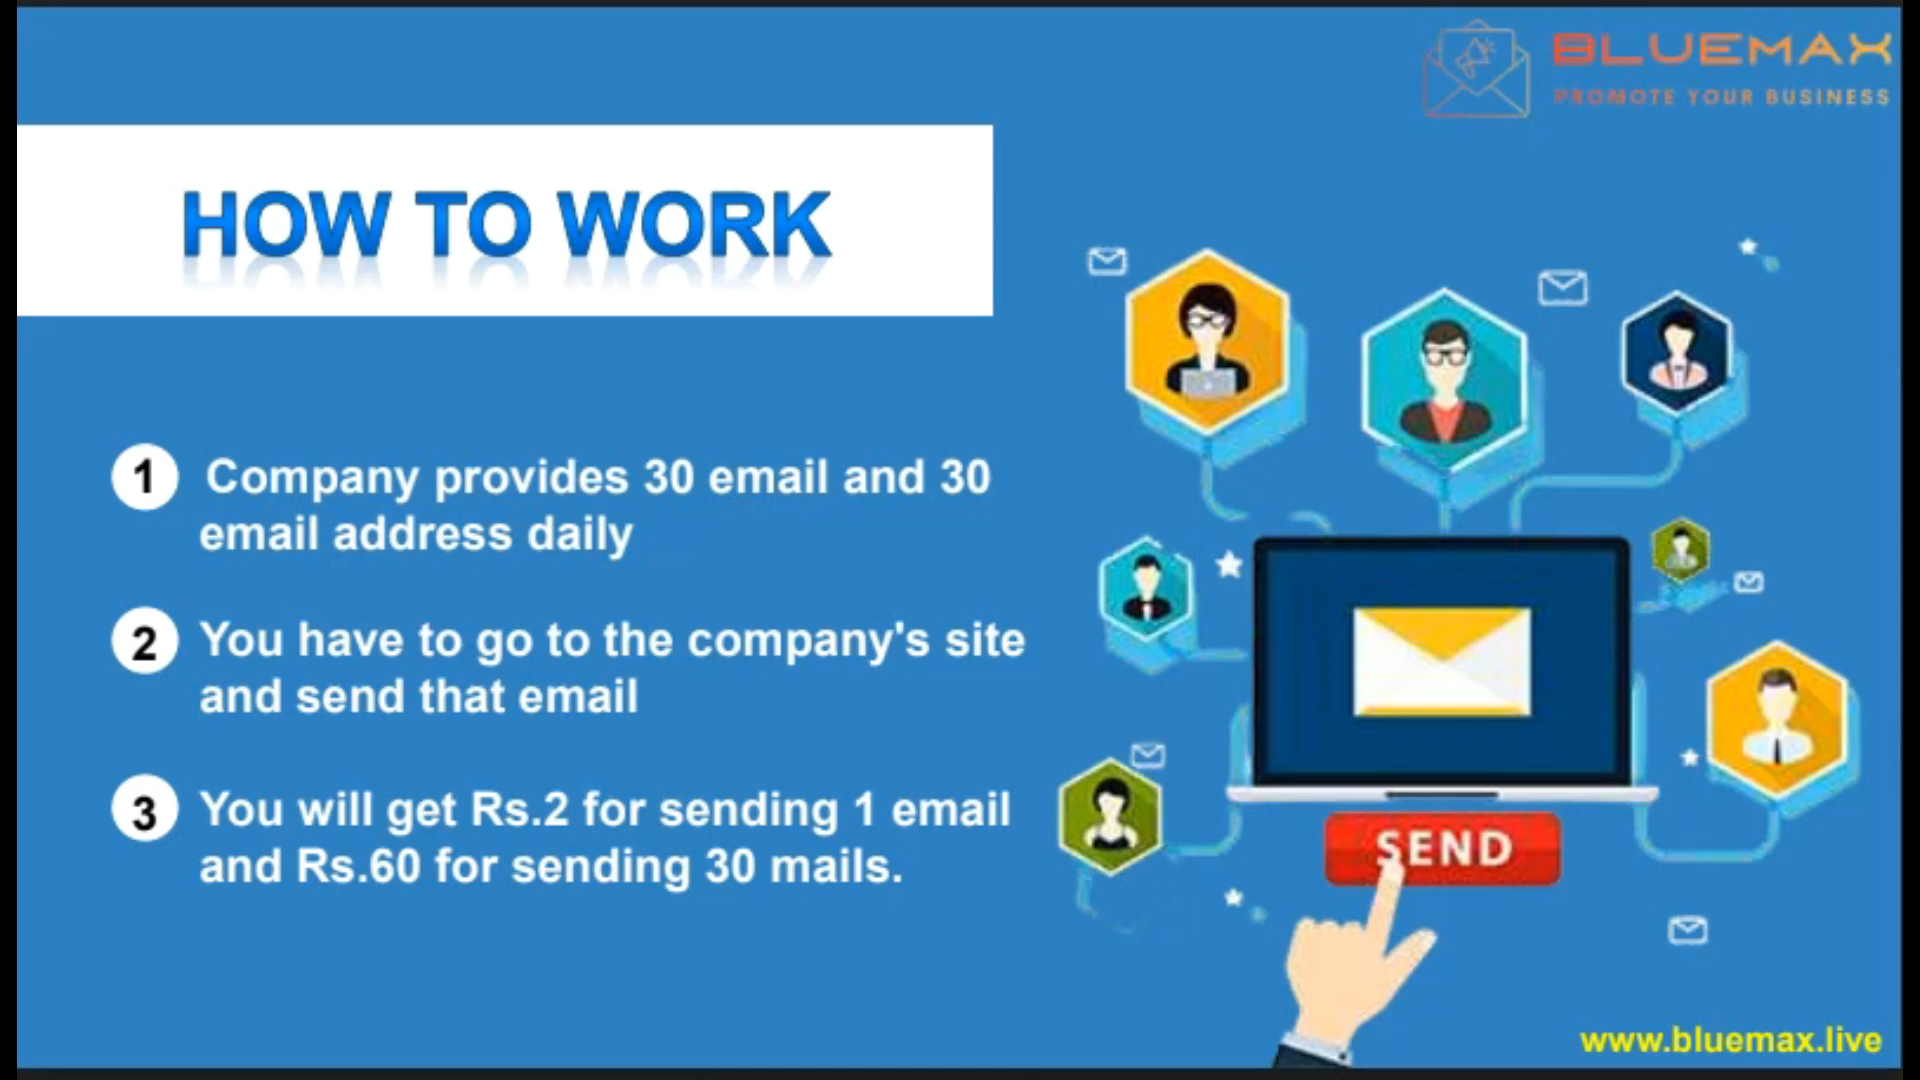 BLUEMAX
PROMOTE YOUR BUSINESS
HOW TO WORK
1 Company provides 30 email and 30
email address daily
2 You have to go to the company's site
and send that email
3 You will get Rs.2 for sending 1 email
and Rs.60 for sending 30 mails.
SEND
www.bluemax.live